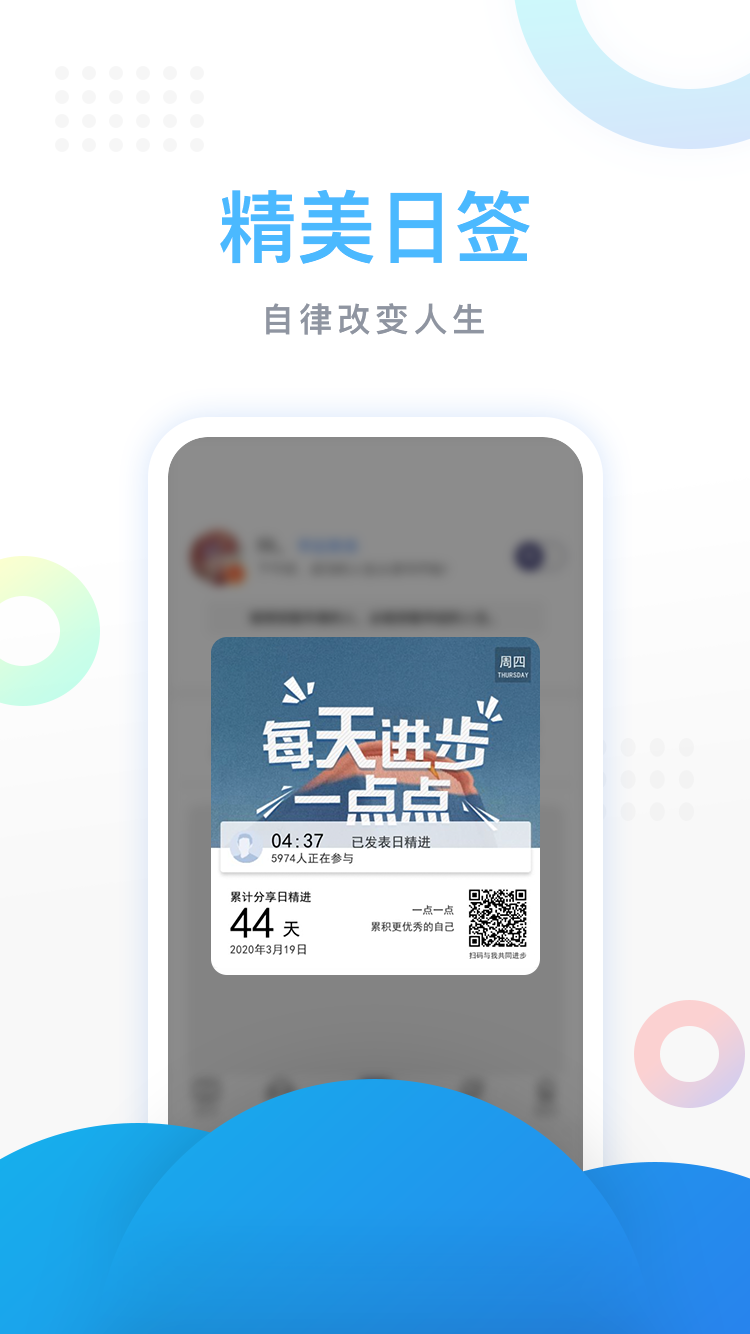 精美日签
自律改变人生
周四
THURSDAY
每天进步
一点点
04:37 已发表日精进
5974人正在参与
累计分享日精进
44 天
2020年3月19日
一点一点
累积更优秀的自己
扫码与我共同进步